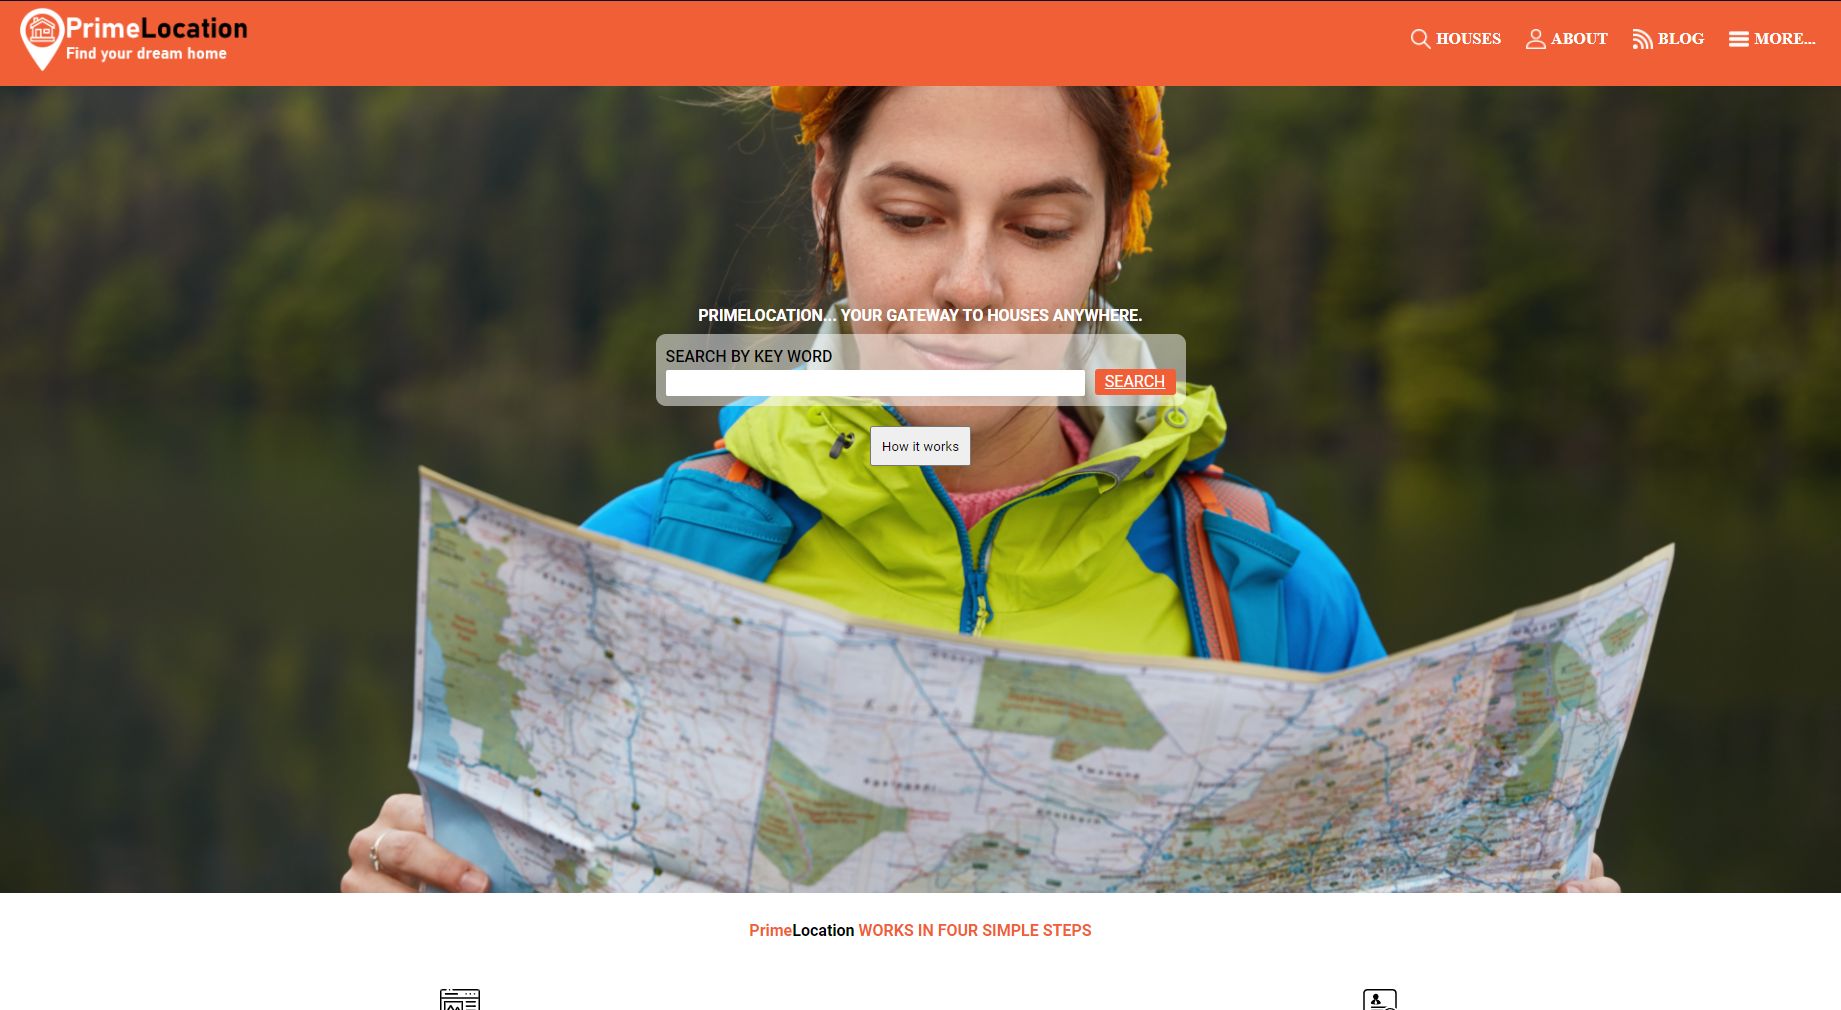 PrimeLocation
Find your dream home
HOUSES
ABOUT
BLOG
MORE...
PRIMELOCATION... YOUR GATEWAY TO HOUSES ANYWHERE.
SEARCH BY KEY WORD
SEARCH
How it works
PrimeLocation WORKS IN FOUR SIMPLE STEPS